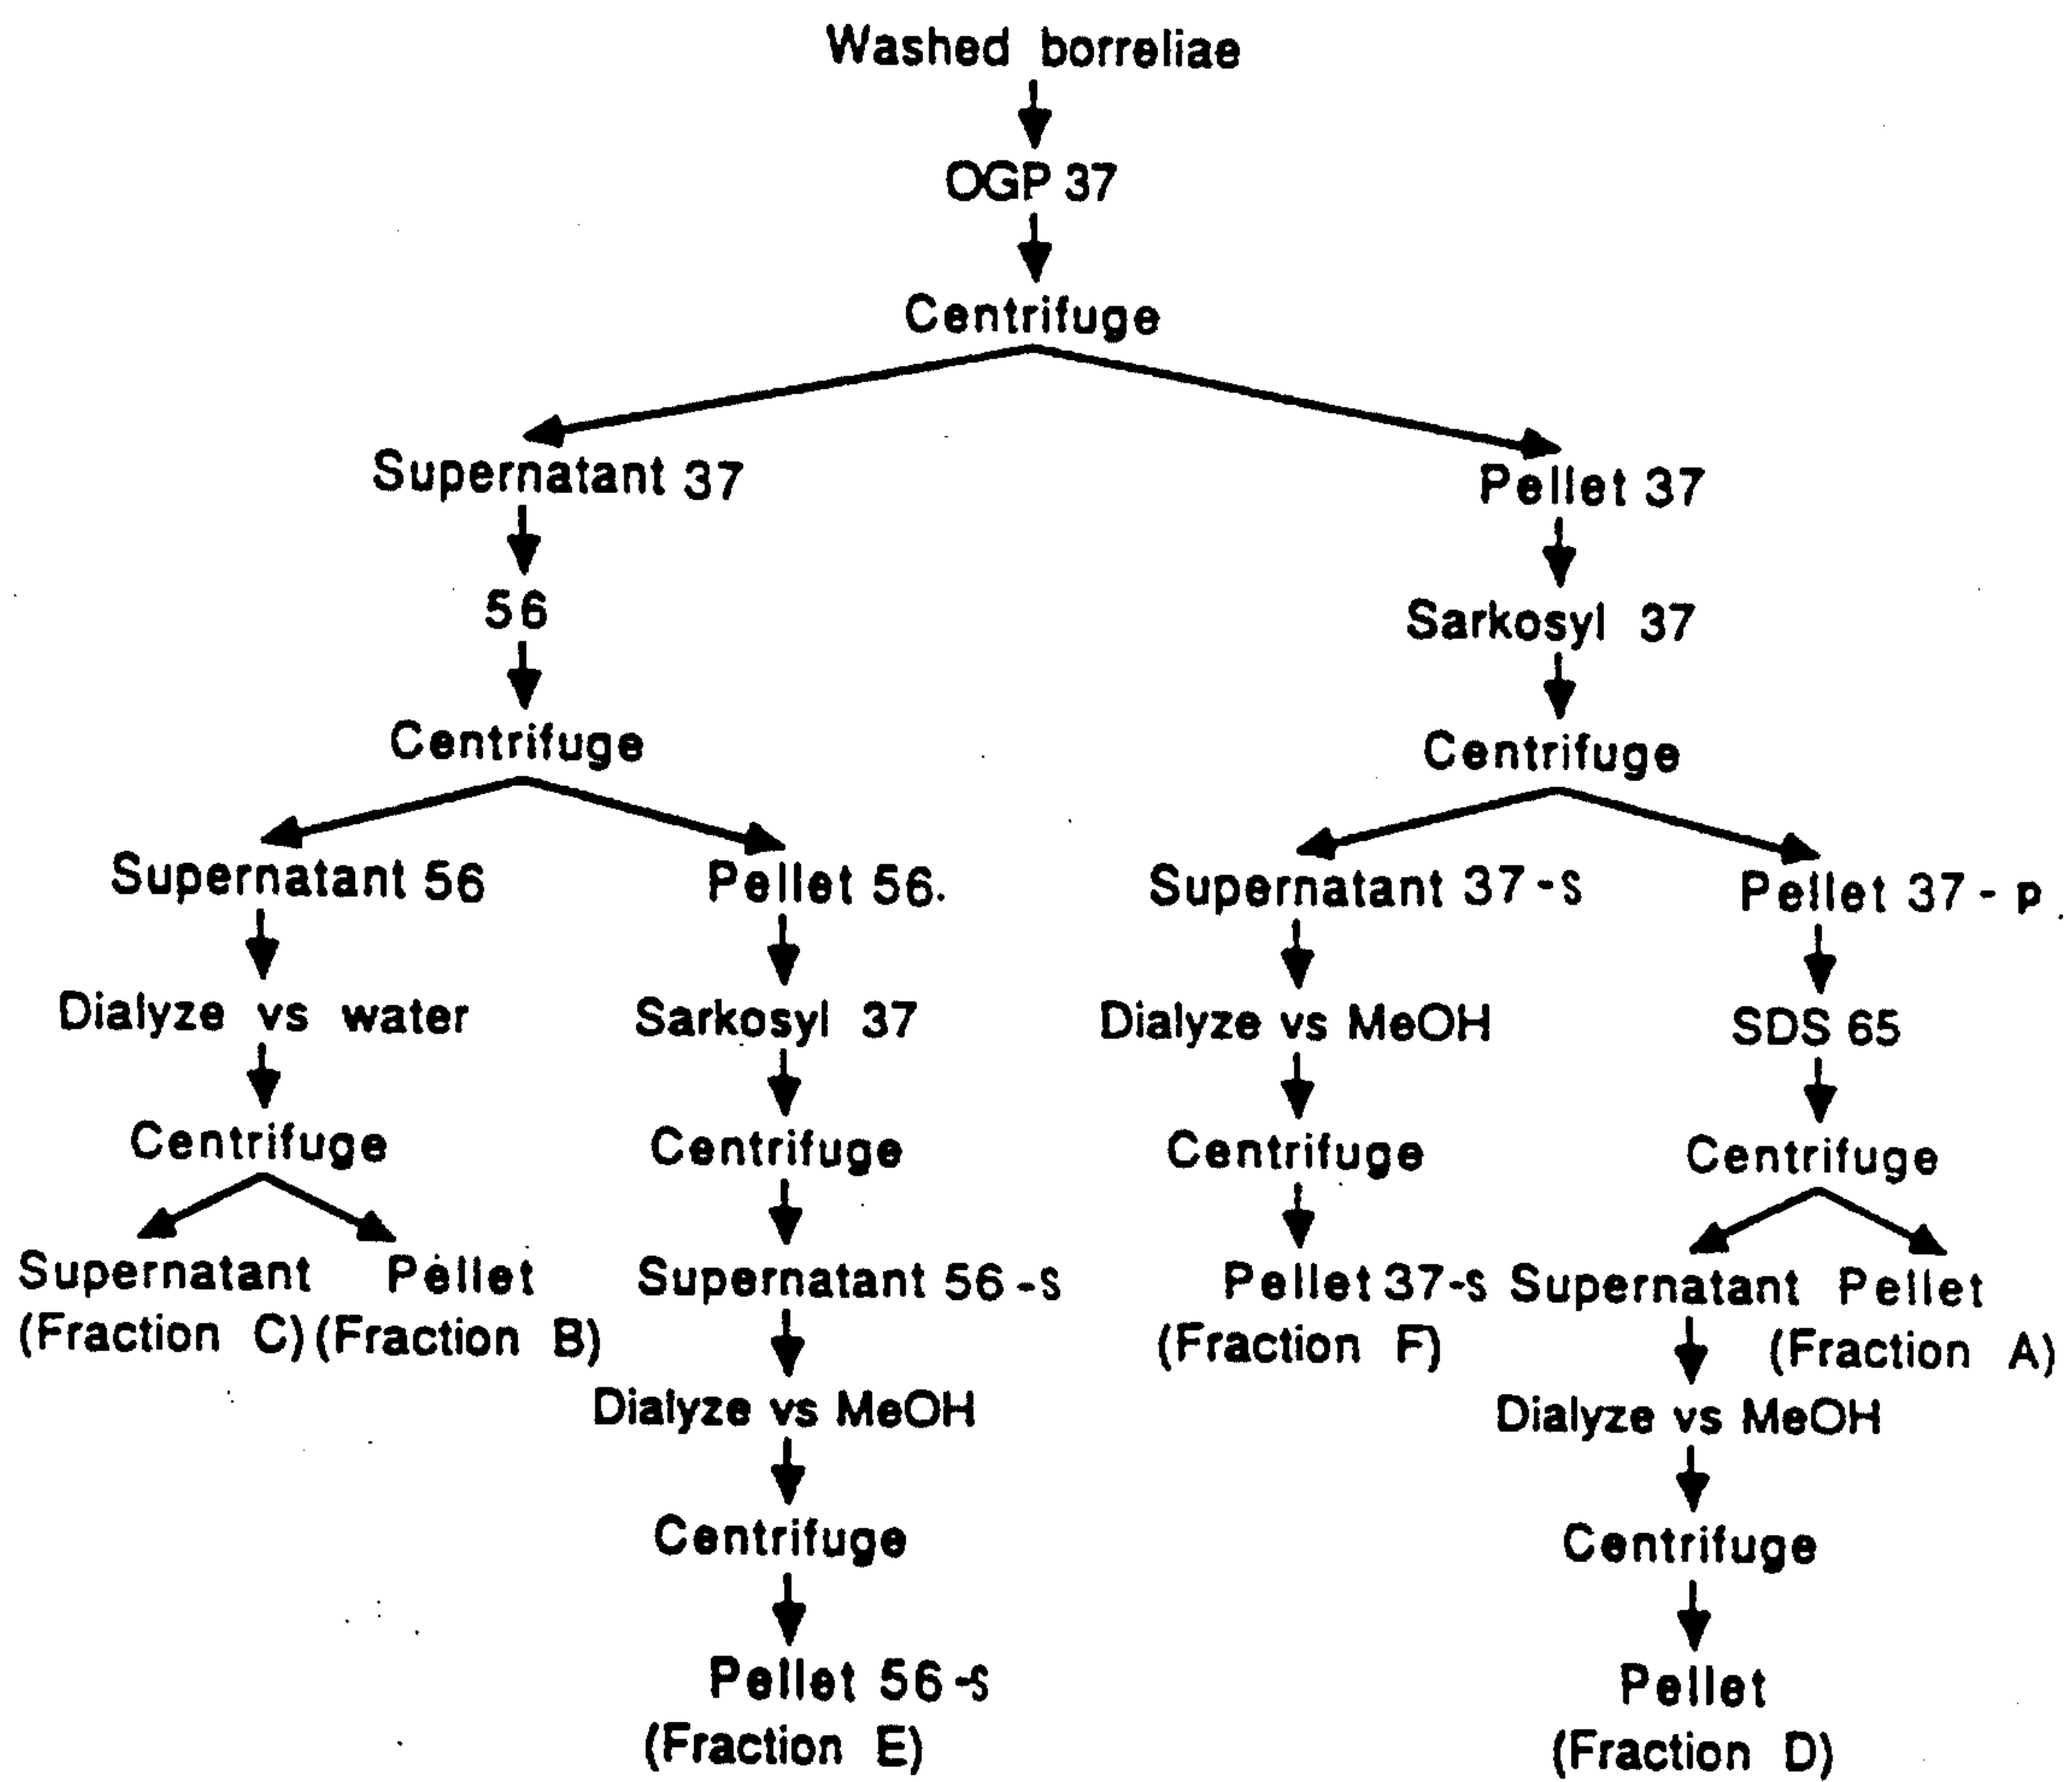 Washed borreliae
OGP 37
Centrifuge
Supernatant 37
Pellet 37
56
Sarkosyl 37
Centrifuge
Centrifuge
Supernatant 56
Pellet 56.
Supernatant 37-s
Pellet 37-p
Dialyze vs water
Sarkosyl 37
Dialyze vs MeOH
SDS 65
Centrifuge
Centrifuge
Centrifuge
Centrifuge
Supernatant
(Fraction C)
Pellet
(Fraction B)
Supernatant 56-s
Pellet 37-s
(Fraction F)
Supernatant
Pellet
(Fraction A)
Dialyze vs MeOH
Dialyze vs MeOH
Centrifuge
Centrifuge
Pellet 56-s
(Fraction E)
Pellet
(Fraction D)